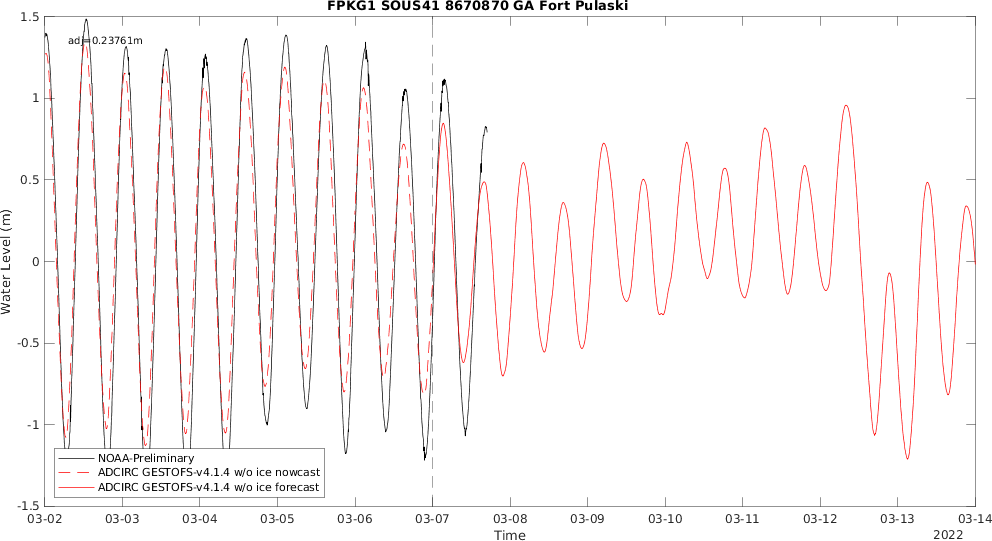 FPKG1 SOUS41 8670870 GA Fort Pulaski
adj=0.23761m
Water Level (m)
1.5
1
0.5
0
-0.5
-1
-1.5
NOAA-Preliminary
ADCIRC GESTOFS-v4.1.4 w/o ice nowcast
ADCIRC GESTOFS-v4.1.4 w/o ice forecast
03-02 03-03 03-04 03-05 03-06 03-07 03-08 03-09 03-10 03-11 03-12 03-13 03-14
Time
2022